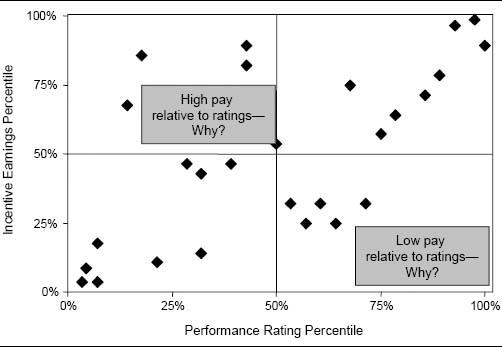 100%
75%
50%
25%
0%
Incentive Earnings Percentile
High pay
relative to ratings—
Why?
Low pay
relative to ratings—
Why?
0%
25%
50%
75%
100%
Performance Rating Percentile